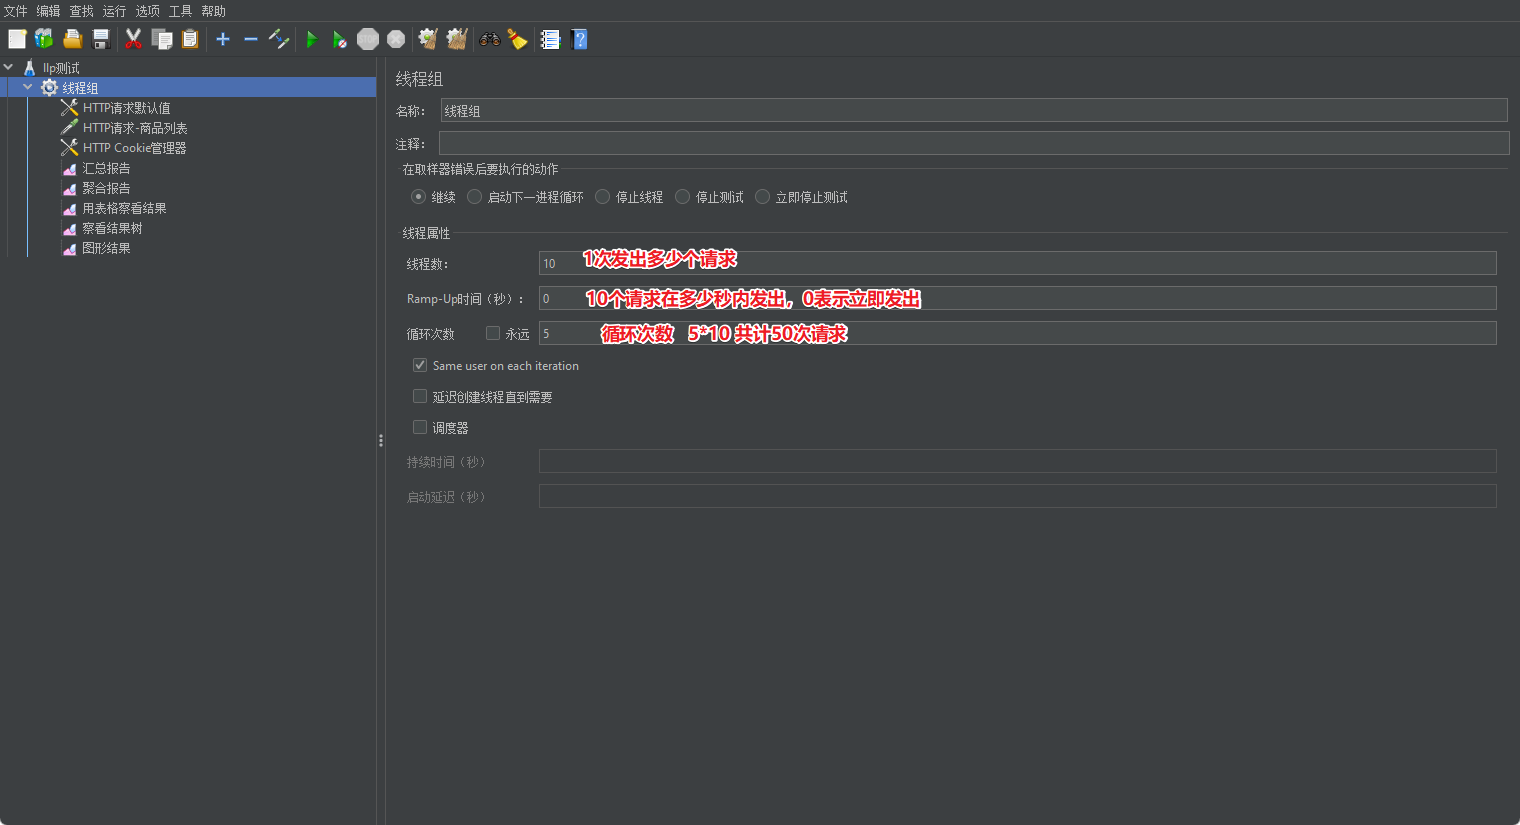 文件 编辑 查找 运行 选项 工具 帮助
llp测试
线程组
HTTP请求默认值
HTTP请求-商品列表
HTTP Cookie管理器
汇总报告
聚合报告
用表格察看结果
察看结果树
图形结果
线程组
名称： 线程组
注释：
在取样器错误后要执行的动作
继续 启动下一进程循环 停止线程 停止测试 立即停止测试
线程属性
线程数： 10 1次发出多少个请求
Ramp-Up时间（秒）： 0 10个请求在多少秒内发出，0表示立即发出
循环次数 永远 5 循环次数 5*10 共计50次请求
Same user on each iteration
延迟创建线程直到需要
调度器
持续时间（秒）
启动延迟（秒）